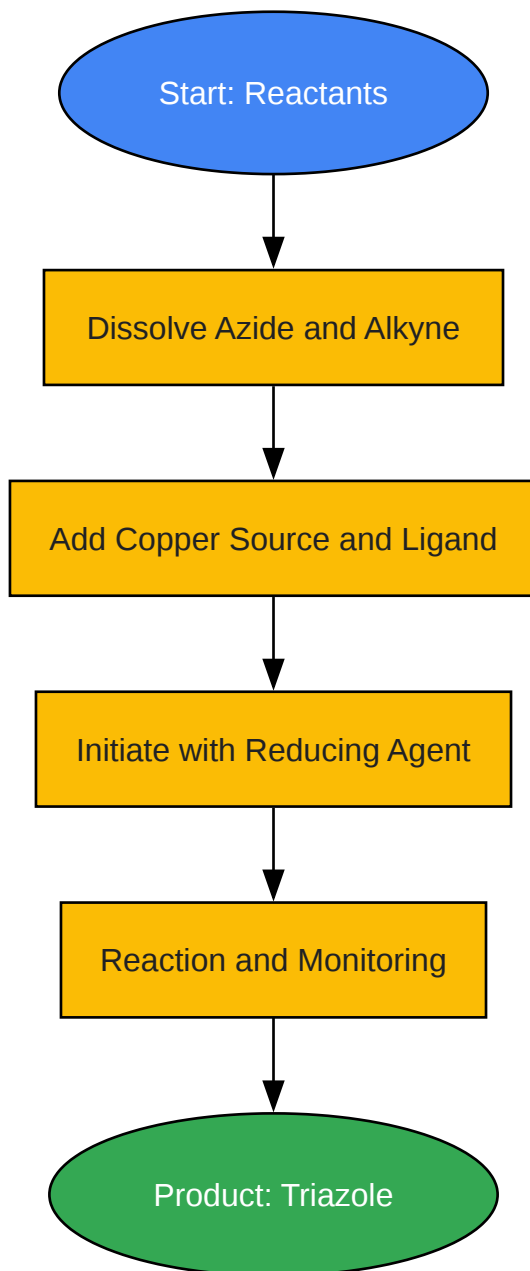 Start: Reactants
Dissolve Azide and Alkyne
Add Copper Source and Ligand
Initiate with Reducing Agent
Reaction and Monitoring
Product: Triazole